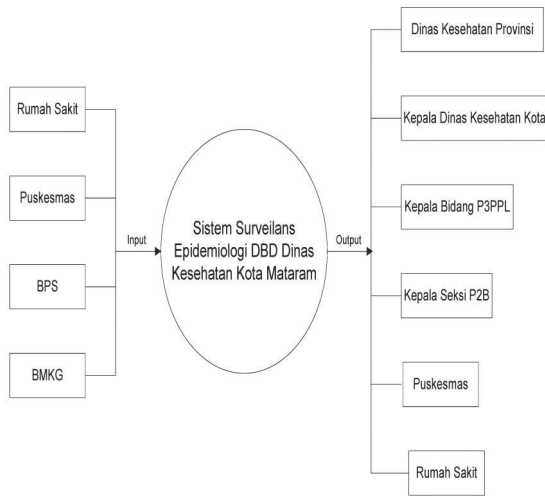 Rumah Sakit
Puskesmas
BPS
BMKG
Input
Sistem Surveilans
Epidemiologi DBD Dinas
Kesehatan Kota Mataram
Output
Dinas Kesehatan Provinsi
Kepala Dinas Kesehatan Kota
Kepala Bidang P3PPL
Kepala Seksi P2B
Puskesmas
Rumah Sakit